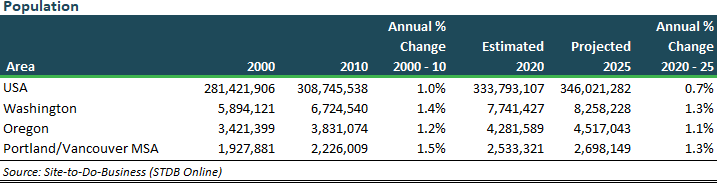 Population
Annual % Annual %
Change Estimated Projected Change
Area 2000 2010 2000 - 10 2020 2025 2020 - 25
USA 281,421,906 308,745,538 1.0% 333,793,107 346,021,282 0.7%
Washington 5,894,121 6,724,540 1.4% 7,741,427 8,258,228 1.3%
Oregon 3,421,399 3,831,074 1.2% 4,281,589 4,517,043 1.1%
Portland/Vancouver MSA 1,927,881 2,226,009 1.5% 2,533,321 2,698,149 1.3%
Source: Site-to-Do-Business (STDB Online)